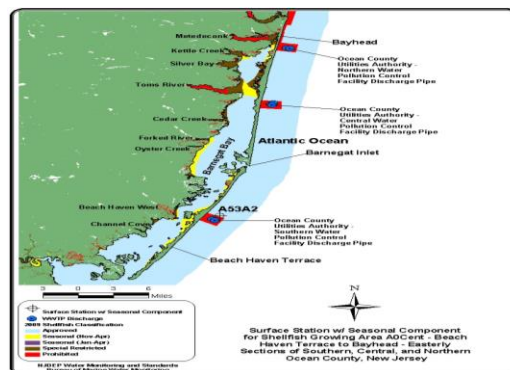 Metedeconk
Kettle Creek
Silver Bay
Toms River
Cedar Creek
Forked River
Oyster Creek
Barnegat Bay
Beach Haven West
Channel Cove
Bayhead
Ocean County
Utilities Authority -
Northern Water
Pollution Control
Facility Discharge Pipe
Ocean County
Utilities Authority -
Central Water
Pollution Control
Facility Discharge Pipe
Atlantic Ocean
Barnegat Inlet
A53A2
Ocean County
Utilities Authority -
Southern Water
Pollution Control
Facility Discharge Pipe
Beach Haven Terrace
Miles
Surface Station w/ Seasonal Component
WWTP Discharge
2009 Shellfish Classification
Approved
Seasonal (Nov-Apr)
Seasonal (Jan-Apr)
Special Restricted
Prohibited
NJDEP Water Monitoring and Standards
Bureau of Marine Water Monitoring
N
Surface Station w/ Seasonal Component
for Shellfish Growing Area A0Cent - Beach
Haven Terrace to Bayhead - Easterly
Sections of Southern, Central, and Northern
Ocean County, New Jersey